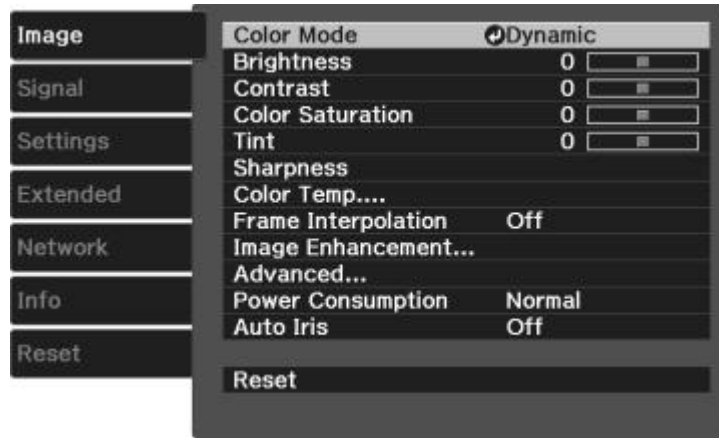 Image
Signal
Settings
Extended
Network
Info
Reset
Color Mode Dynamic
Brightness 0
Contrast 0
Color Saturation 0
Tint 0
Sharpness
Color Temp....
Frame Interpolation Off
Image Enhancement...
Advanced...
Power Consumption Normal
Auto Iris Off
Reset